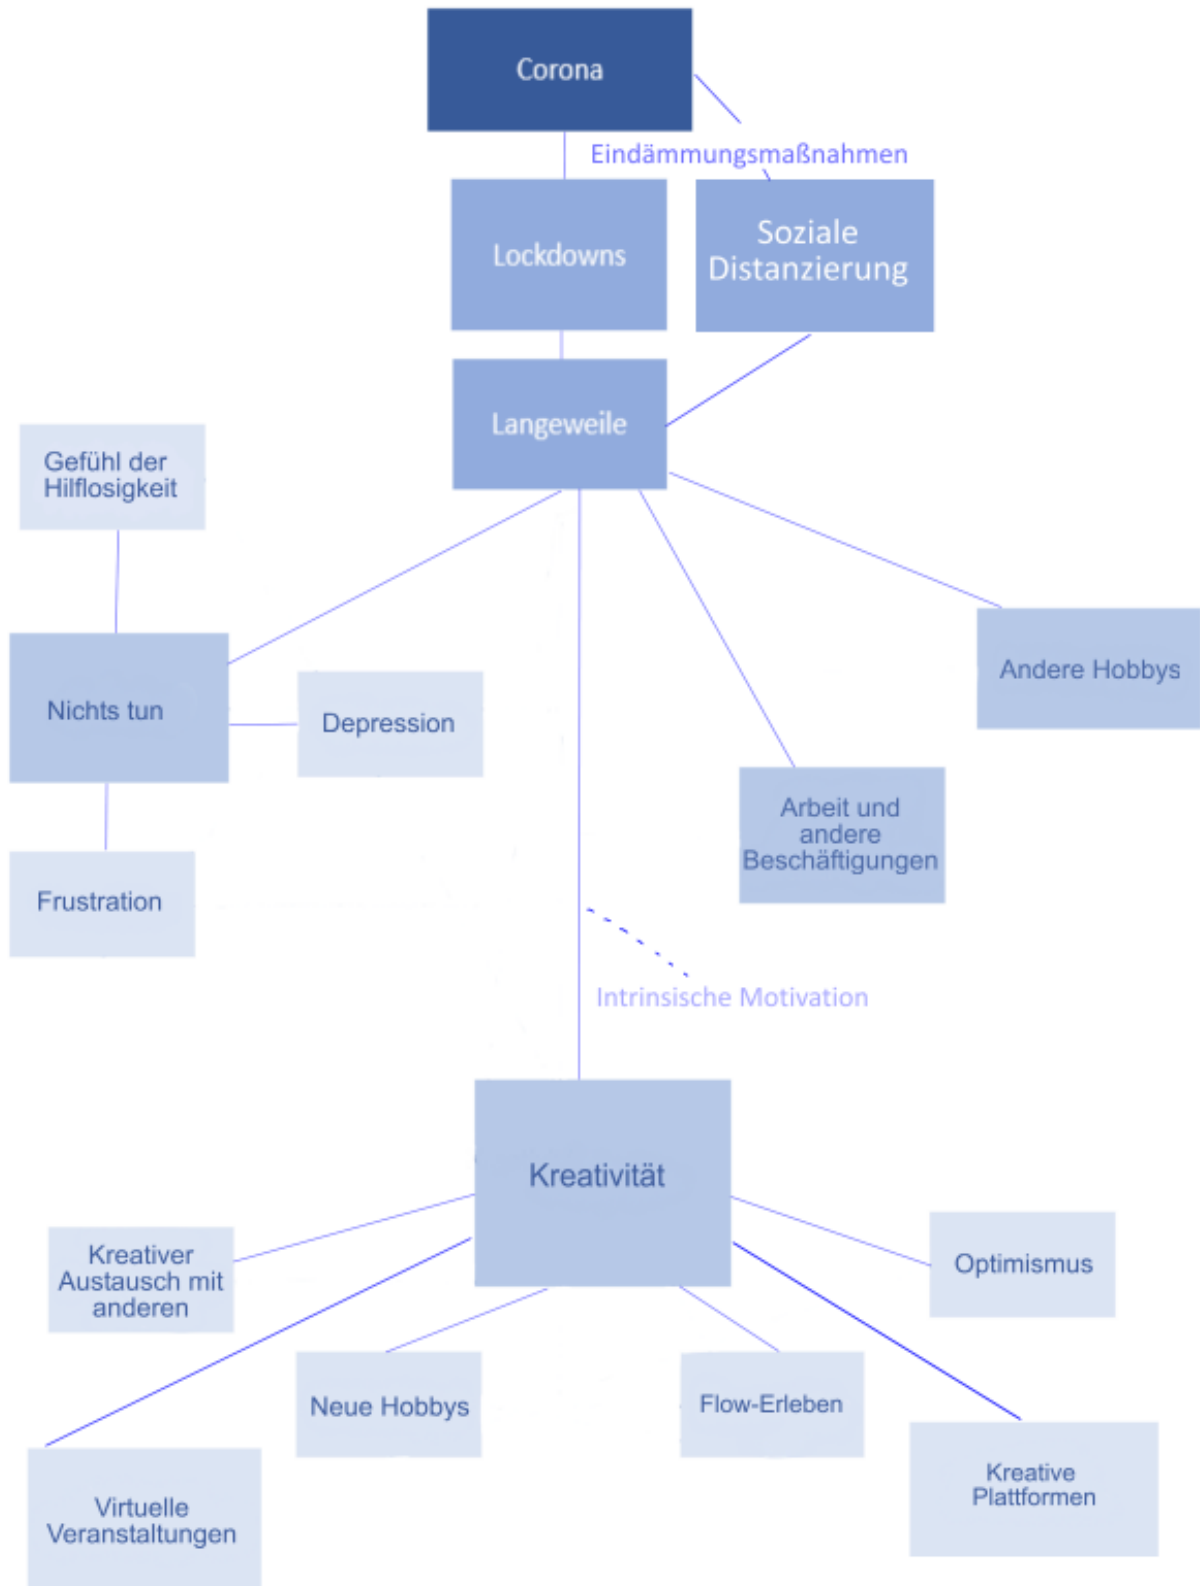 Corona
Eindämmungsmaßnahmen
Lockdowns
Soziale
Distanzierung
Langeweile
Gefühl der
Hilflosigkeit
Nichts tun
Depression
Frustration
Andere Hobbys
Arbeit und
andere
Beschäftigungen
Intrinsische Motivation
Kreativität
Kreativer
Austausch mit
anderen
Optimismus
Neue Hobbys
Flow-Erleben
Virtuelle
Veranstaltungen
Kreative
Plattformen